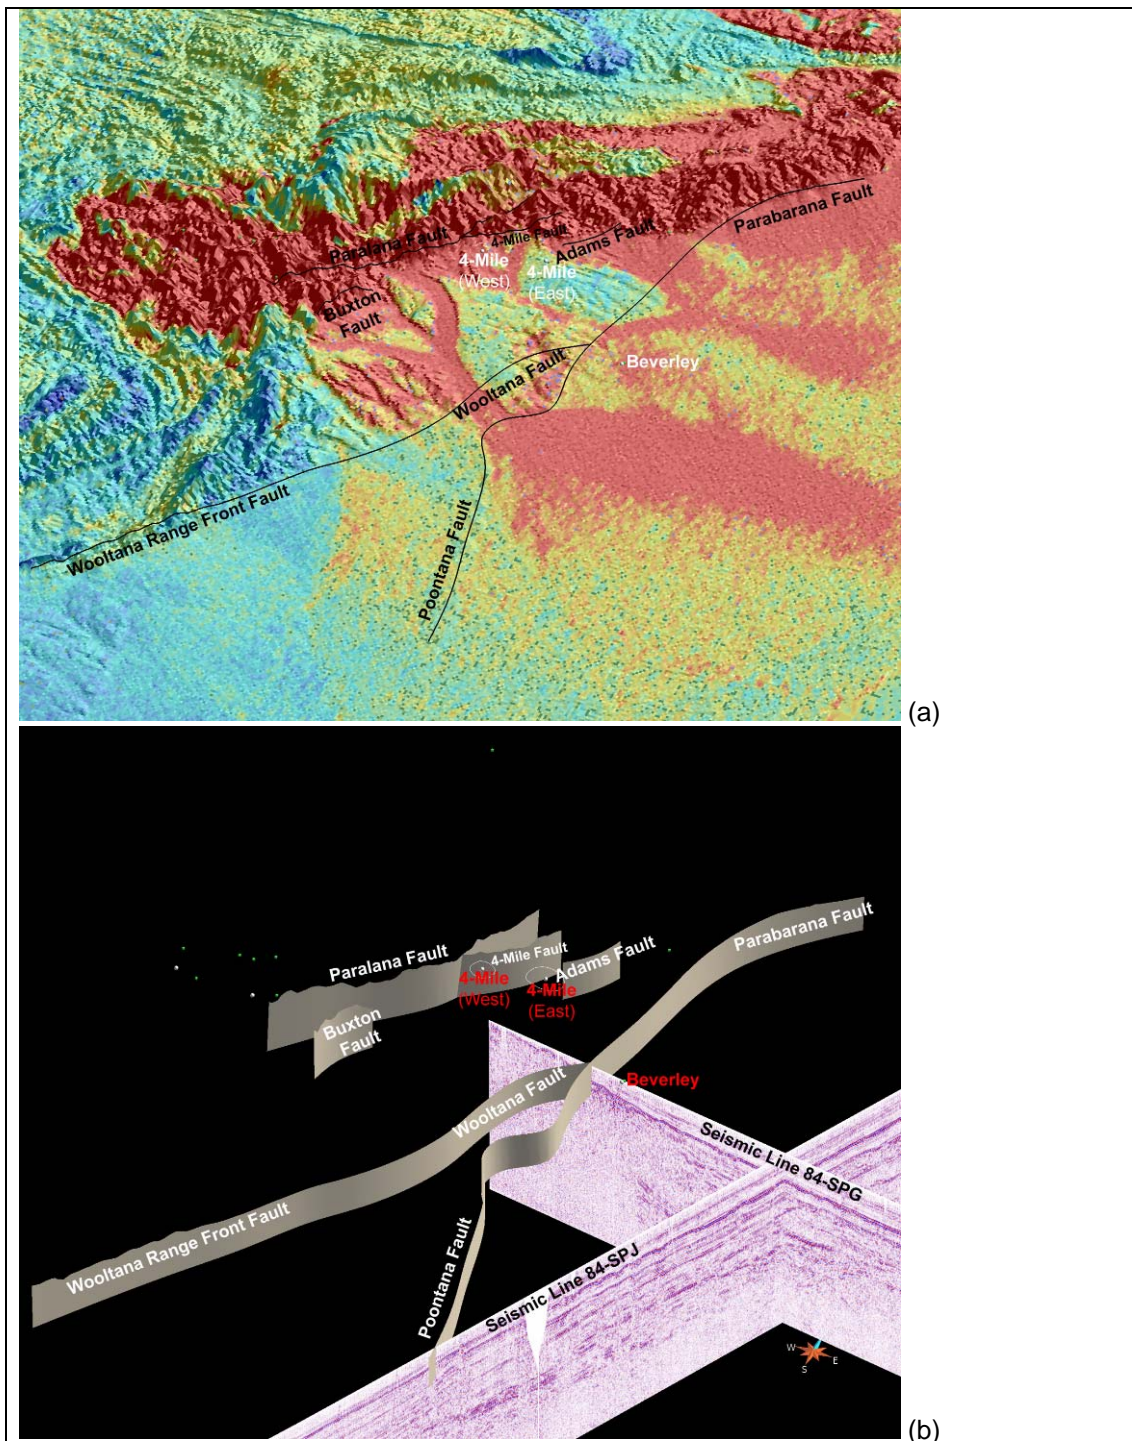 Parabarana Fault
Paralana Fault
4-Mile Fault
Adams Fault
4-Mile
(West)
4-Mile
(East)
Buxton
Fault
Beverley
Wooltana Fault
Wooltana Range Front Fault
Poontana Fault
(a)
Parabarana Fault
Paralana Fault
4-Mile Fault
Adams Fault
4-Mile
(West)
4-Mile
(East)
Buxton
Fault
Beverley
Wooltana Fault
Seismic Line 84-SPG
Wooltana Range Front Fault
Poontana Fault
Seismic Line 84-SPJ
W
E
S
(b)